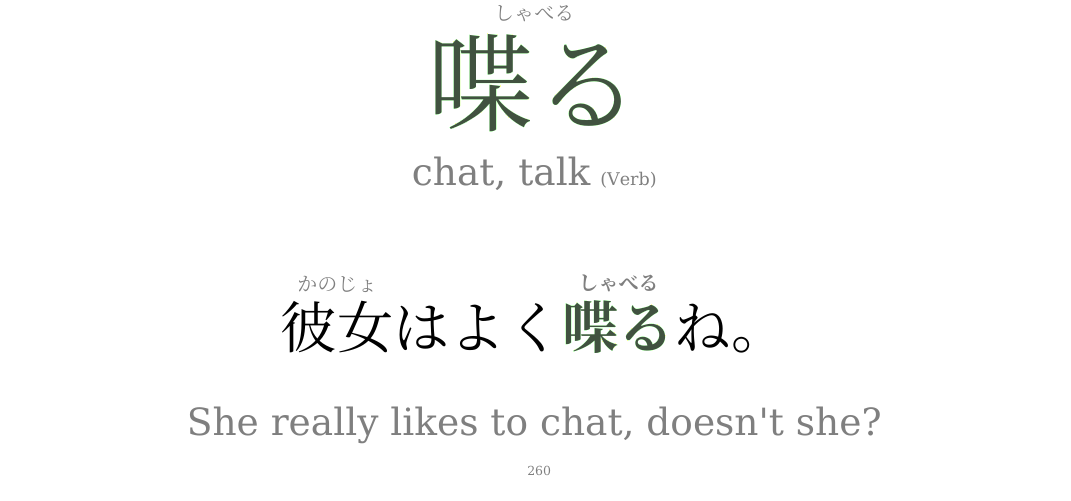 しゃべる
喋る
chat, talk (Verb)
かのじょ しゃべる
彼女はよく喋るね。
She really likes to chat, doesn't she?
260